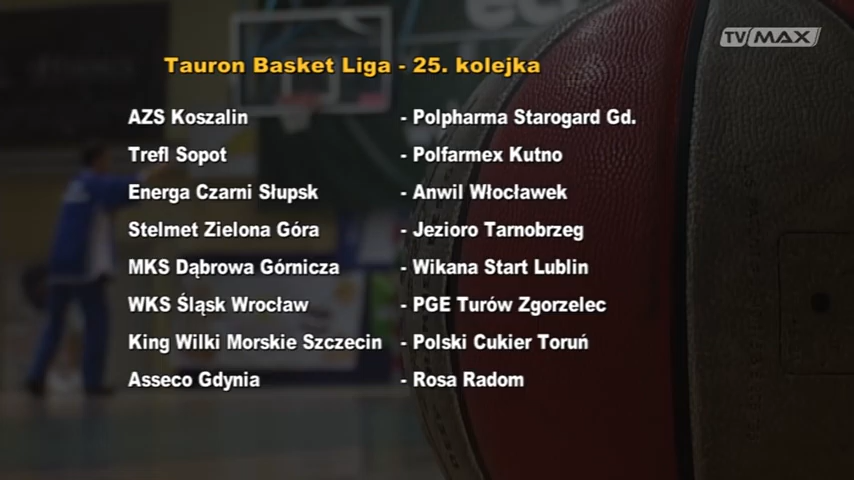 TV MAX
Tauron Basket Liga - 25. kolejka
AZS Koszalin - Polpharma Starogard Gd.
Trefl Sopot - Polfarmex Kutno
Energa Czarni Słupsk - Anwil Włocławek
Stelmet Zielona Góra - Jezioro Tarnobrzeg
MKS Dąbrowa Górnicza - Wikana Start Lublin
WKS Śląsk Wrocław - PGE Turów Zgorzelec
King Wilki Morskie Szczecin - Polski Cukier Toruń
Asseco Gdynia - Rosa Radom